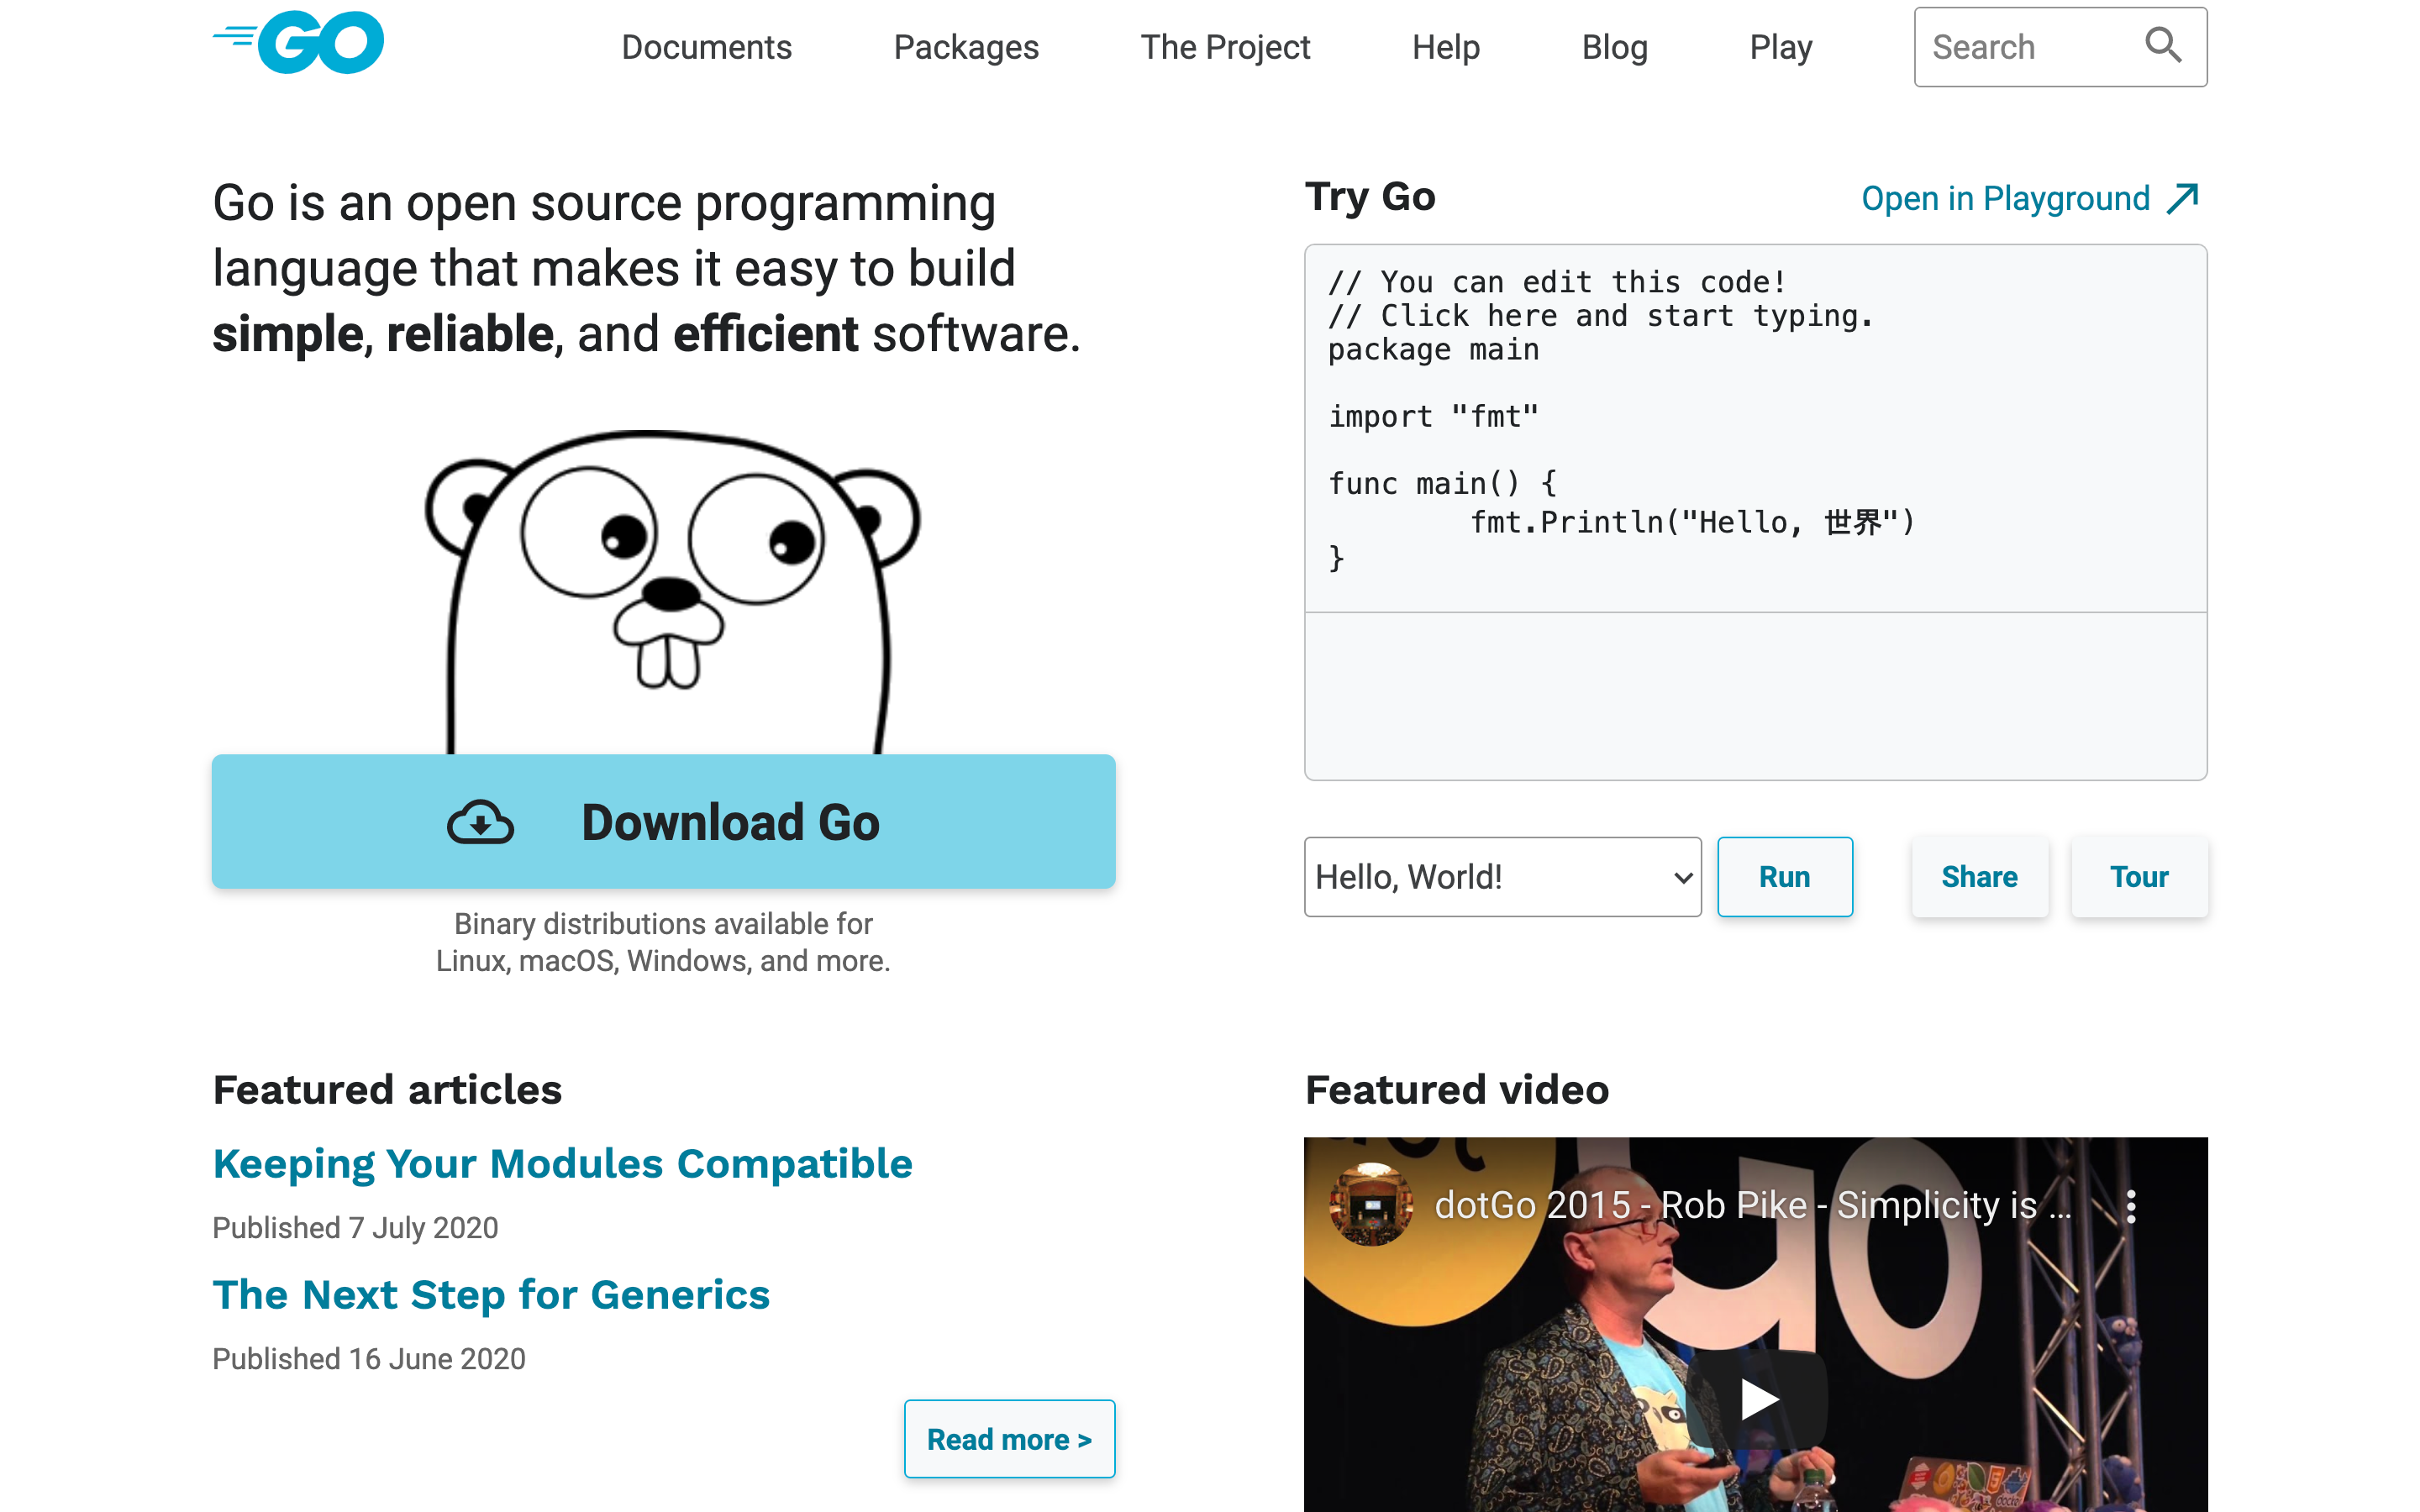 GO
Documents
Packages
The Project
Help
Blog
Play
Search
Go is an open source programming
language that makes it easy to build
simple, reliable, and efficient software.
Download Go
Binary distributions available for
Linux, macOS, Windows, and more.
Try Go
Open in Playground
// You can edit this code!
// Click here and start typing.
package main
import "fmt"
func main() {
	fmt.Println("Hello, 世界")
}
Hello, World!
Run
Share
Tour
Featured articles
Keeping Your Modules Compatible
Published 7 July 2020
The Next Step for Generics
Published 16 June 2020
Read more >
Featured video
dotGo 2015 - Rob Pike - Simplicity is ...
go